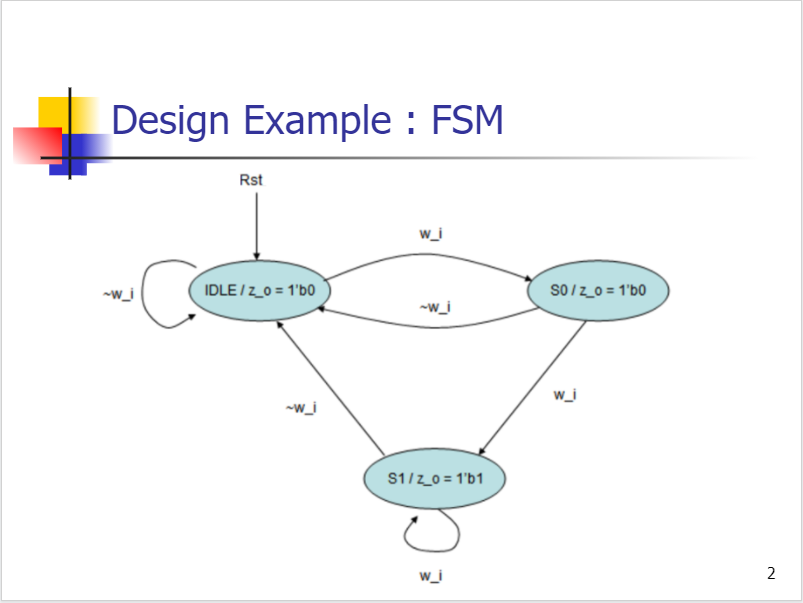 Design Example : FSM
Rst
w_i
~w_i
IDLE / z_o = 1'b0
S0 / z_o = 1'b0
~w_i
~w_i
w_i
S1 / z_o = 1'b1
w_i
2